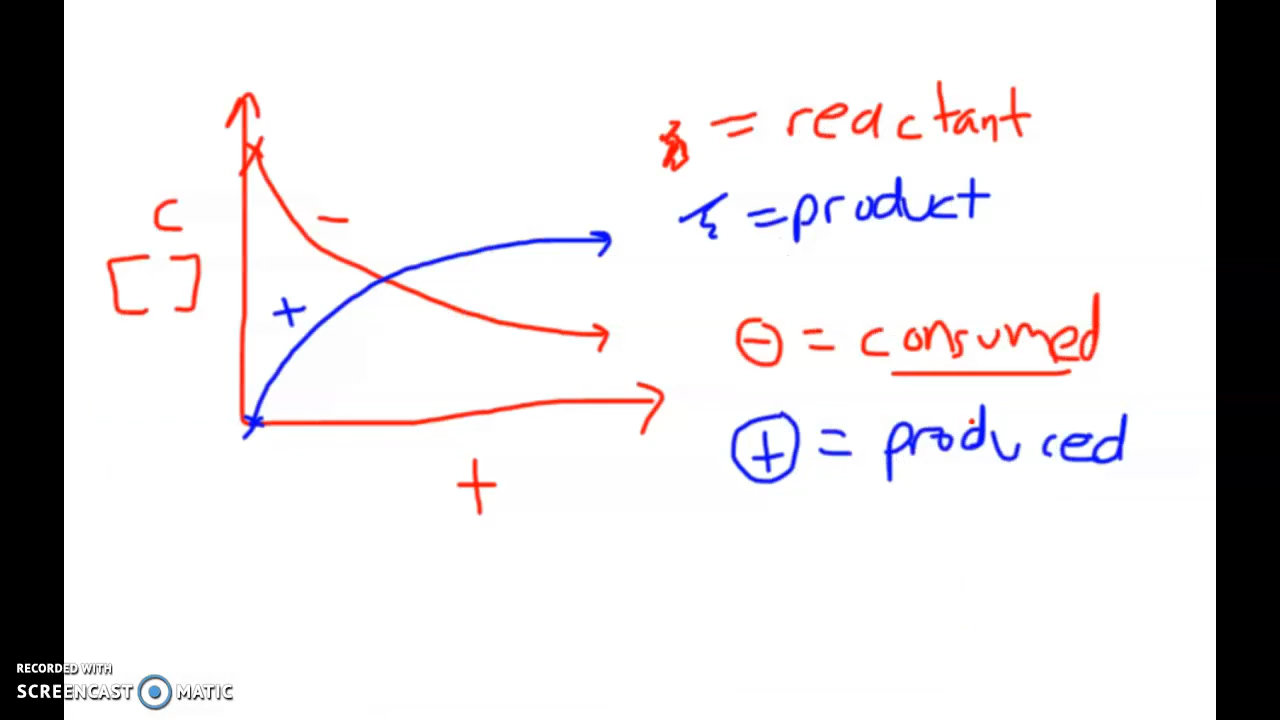 = reactant
= product
C
[ ]
−
+
⊖ = consumed
⊕ = produced
t
RECORDED WITH
SCREENCAST MATIC